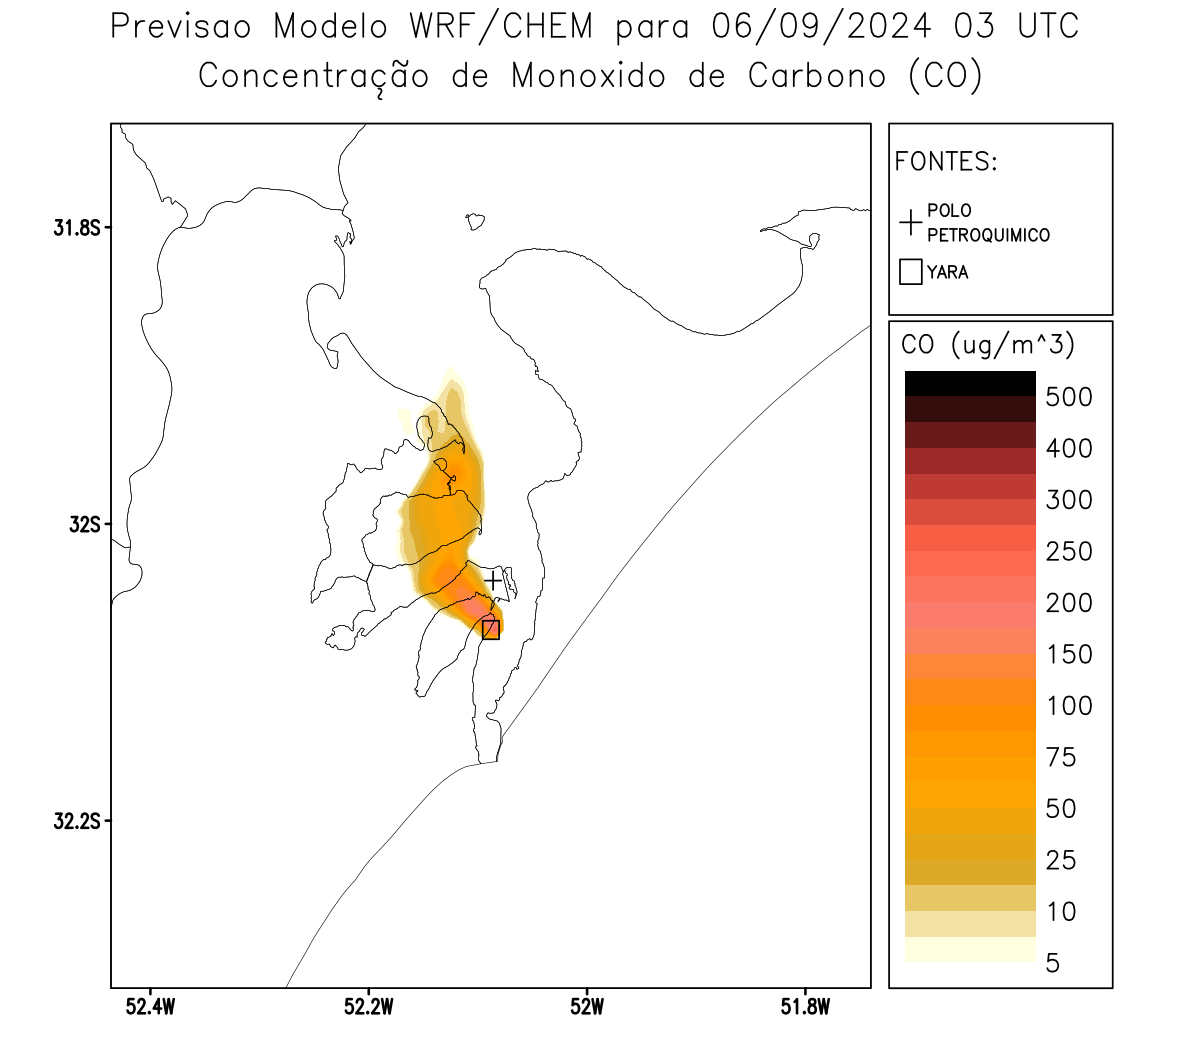 Previsao Modelo WRF/CHEM para 06/09/2024 03 UTC
Concentração de Monoxido de Carbono (CO)
FONTES:
POLO
PETROQUIMICO
YARA
CO (ug/m^3)
500
400
300
250
200
150
100
75
50
25
10
5
31.8S
32S
32.2S
52.4W
52.2W
52W
51.8W